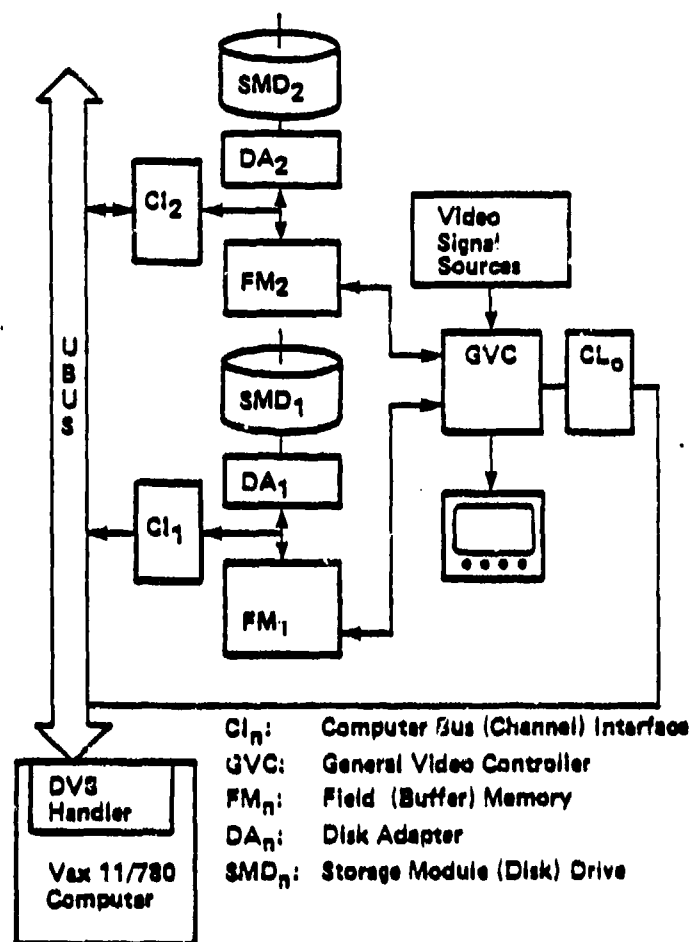 SMD2
DA2
CI2
FM2
Video
Signal
Sources
GVC
CLo
UBUS
SMD1
DA1
CI1
FM1
CIn: Computer Bus (Channel) Interface
GVC: General Video Controller
FMn: Field (Buffer) Memory
DAn: Disk Adapter
SMDn: Storage Module (Disk) Drive
DVS
Handler
Vax 11/780
Computer